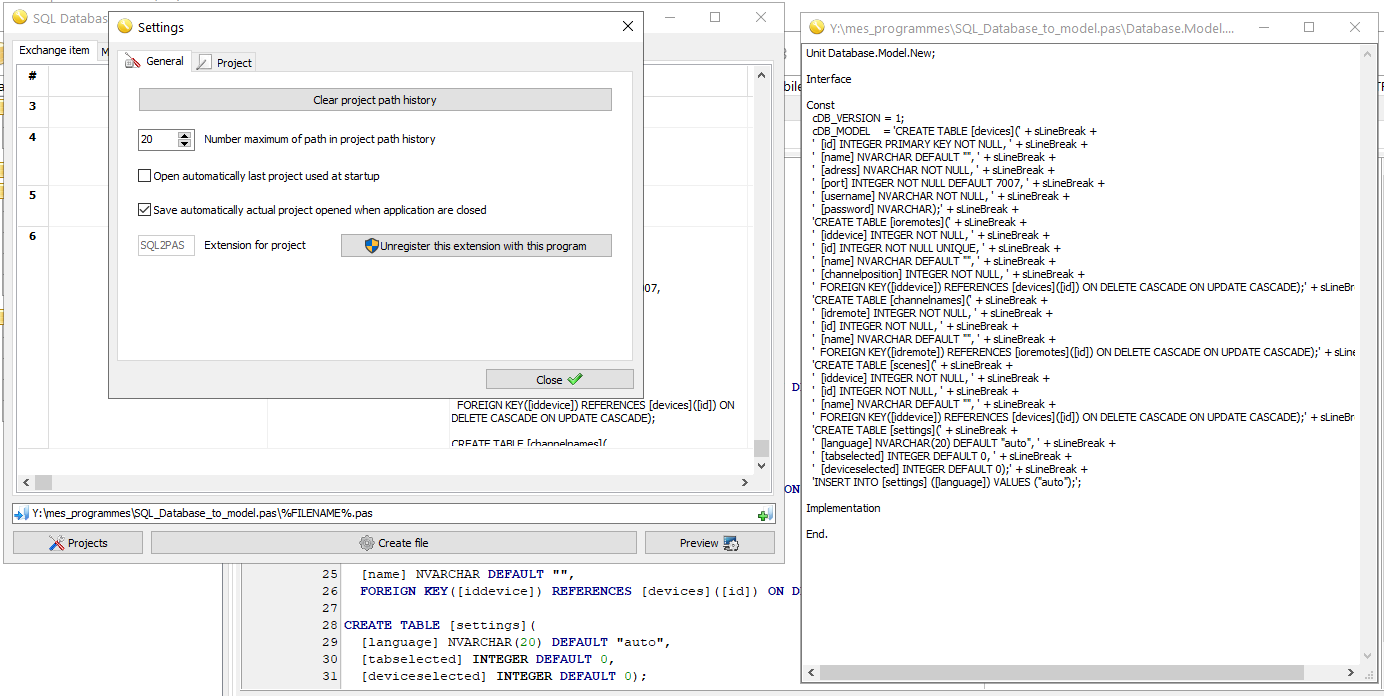 SQL Databas
Exchange item
M
#
3
4
5
6
007,
FOREIGN KEY([iddevice]) REFERENCES [devices]([id]) ON
DELETE CASCADE ON UPDATE CASCADE);
CREATE TABLE [channelnames](
Y:\mes_programmes\SQL_Database_to_model.pas\%FILENAME%.pas
Projects
Create file
Preview
Settings
General
Project
Clear project path history
20
Number maximum of path in project path history
Open automatically last project used at startup
Save automatically actual project opened when application are closed
SQL2PAS
Extension for project
Unregister this extension with this program
Close
25 [name] NVARCHAR DEFAULT "",
26 FOREIGN KEY([iddevice]) REFERENCES [devices]([id]) ON D
27
28 CREATE TABLE [settings](
29 [language] NVARCHAR(20) DEFAULT "auto",
30 [tabselected] INTEGER DEFAULT 0,
31 [deviceselected] INTEGER DEFAULT 0);
D
ON
bile
TF
Y:\mes_programmes\SQL_Database_to_model.pas\Database.Model....
Unit Database.Model.New;
Interface
Const
cDB_VERSION = 1;
cDB_MODEL = 'CREATE TABLE [devices](' + sLineBreak +
' [id] INTEGER PRIMARY KEY NOT NULL, ' + sLineBreak +
' [name] NVARCHAR DEFAULT "", ' + sLineBreak +
' [adress] NVARCHAR NOT NULL, ' + sLineBreak +
' [port] INTEGER NOT NULL DEFAULT 7007, ' + sLineBreak +
' [username] NVARCHAR NOT NULL, ' + sLineBreak +
' [password] NVARCHAR);' + sLineBreak +
'CREATE TABLE [ioremotes](' + sLineBreak +
' [iddevice] INTEGER NOT NULL, ' + sLineBreak +
' [id] INTEGER NOT NULL UNIQUE, ' + sLineBreak +
' [name] NVARCHAR DEFAULT "", ' + sLineBreak +
' [channelposition] INTEGER NOT NULL, ' + sLineBreak +
' FOREIGN KEY([iddevice]) REFERENCES [devices]([id]) ON DELETE CASCADE ON UPDATE CASCADE);' + sLineBr
'CREATE TABLE [channelnames](' + sLineBreak +
' [idremote] INTEGER NOT NULL, ' + sLineBreak +
' [id] INTEGER NOT NULL, ' + sLineBreak +
' [name] NVARCHAR DEFAULT "", ' + sLineBreak +
' FOREIGN KEY([idremote]) REFERENCES [ioremotes]([id]) ON DELETE CASCADE ON UPDATE CASCADE);' + sLine
'CREATE TABLE [scenes](' + sLineBreak +
' [iddevice] INTEGER NOT NULL, ' + sLineBreak +
' [id] INTEGER NOT NULL, ' + sLineBreak +
' [name] NVARCHAR DEFAULT "", ' + sLineBreak +
' FOREIGN KEY([iddevice]) REFERENCES [devices]([id]) ON DELETE CASCADE ON UPDATE CASCADE);' + sLineBr
'CREATE TABLE [settings](' + sLineBreak +
' [language] NVARCHAR(20) DEFAULT "auto", ' + sLineBreak +
' [tabselected] INTEGER DEFAULT 0, ' + sLineBreak +
' [deviceselected] INTEGER DEFAULT 0);' + sLineBreak +
'INSERT INTO [settings] ([language]) VALUES ("auto");';
Implementation
End.